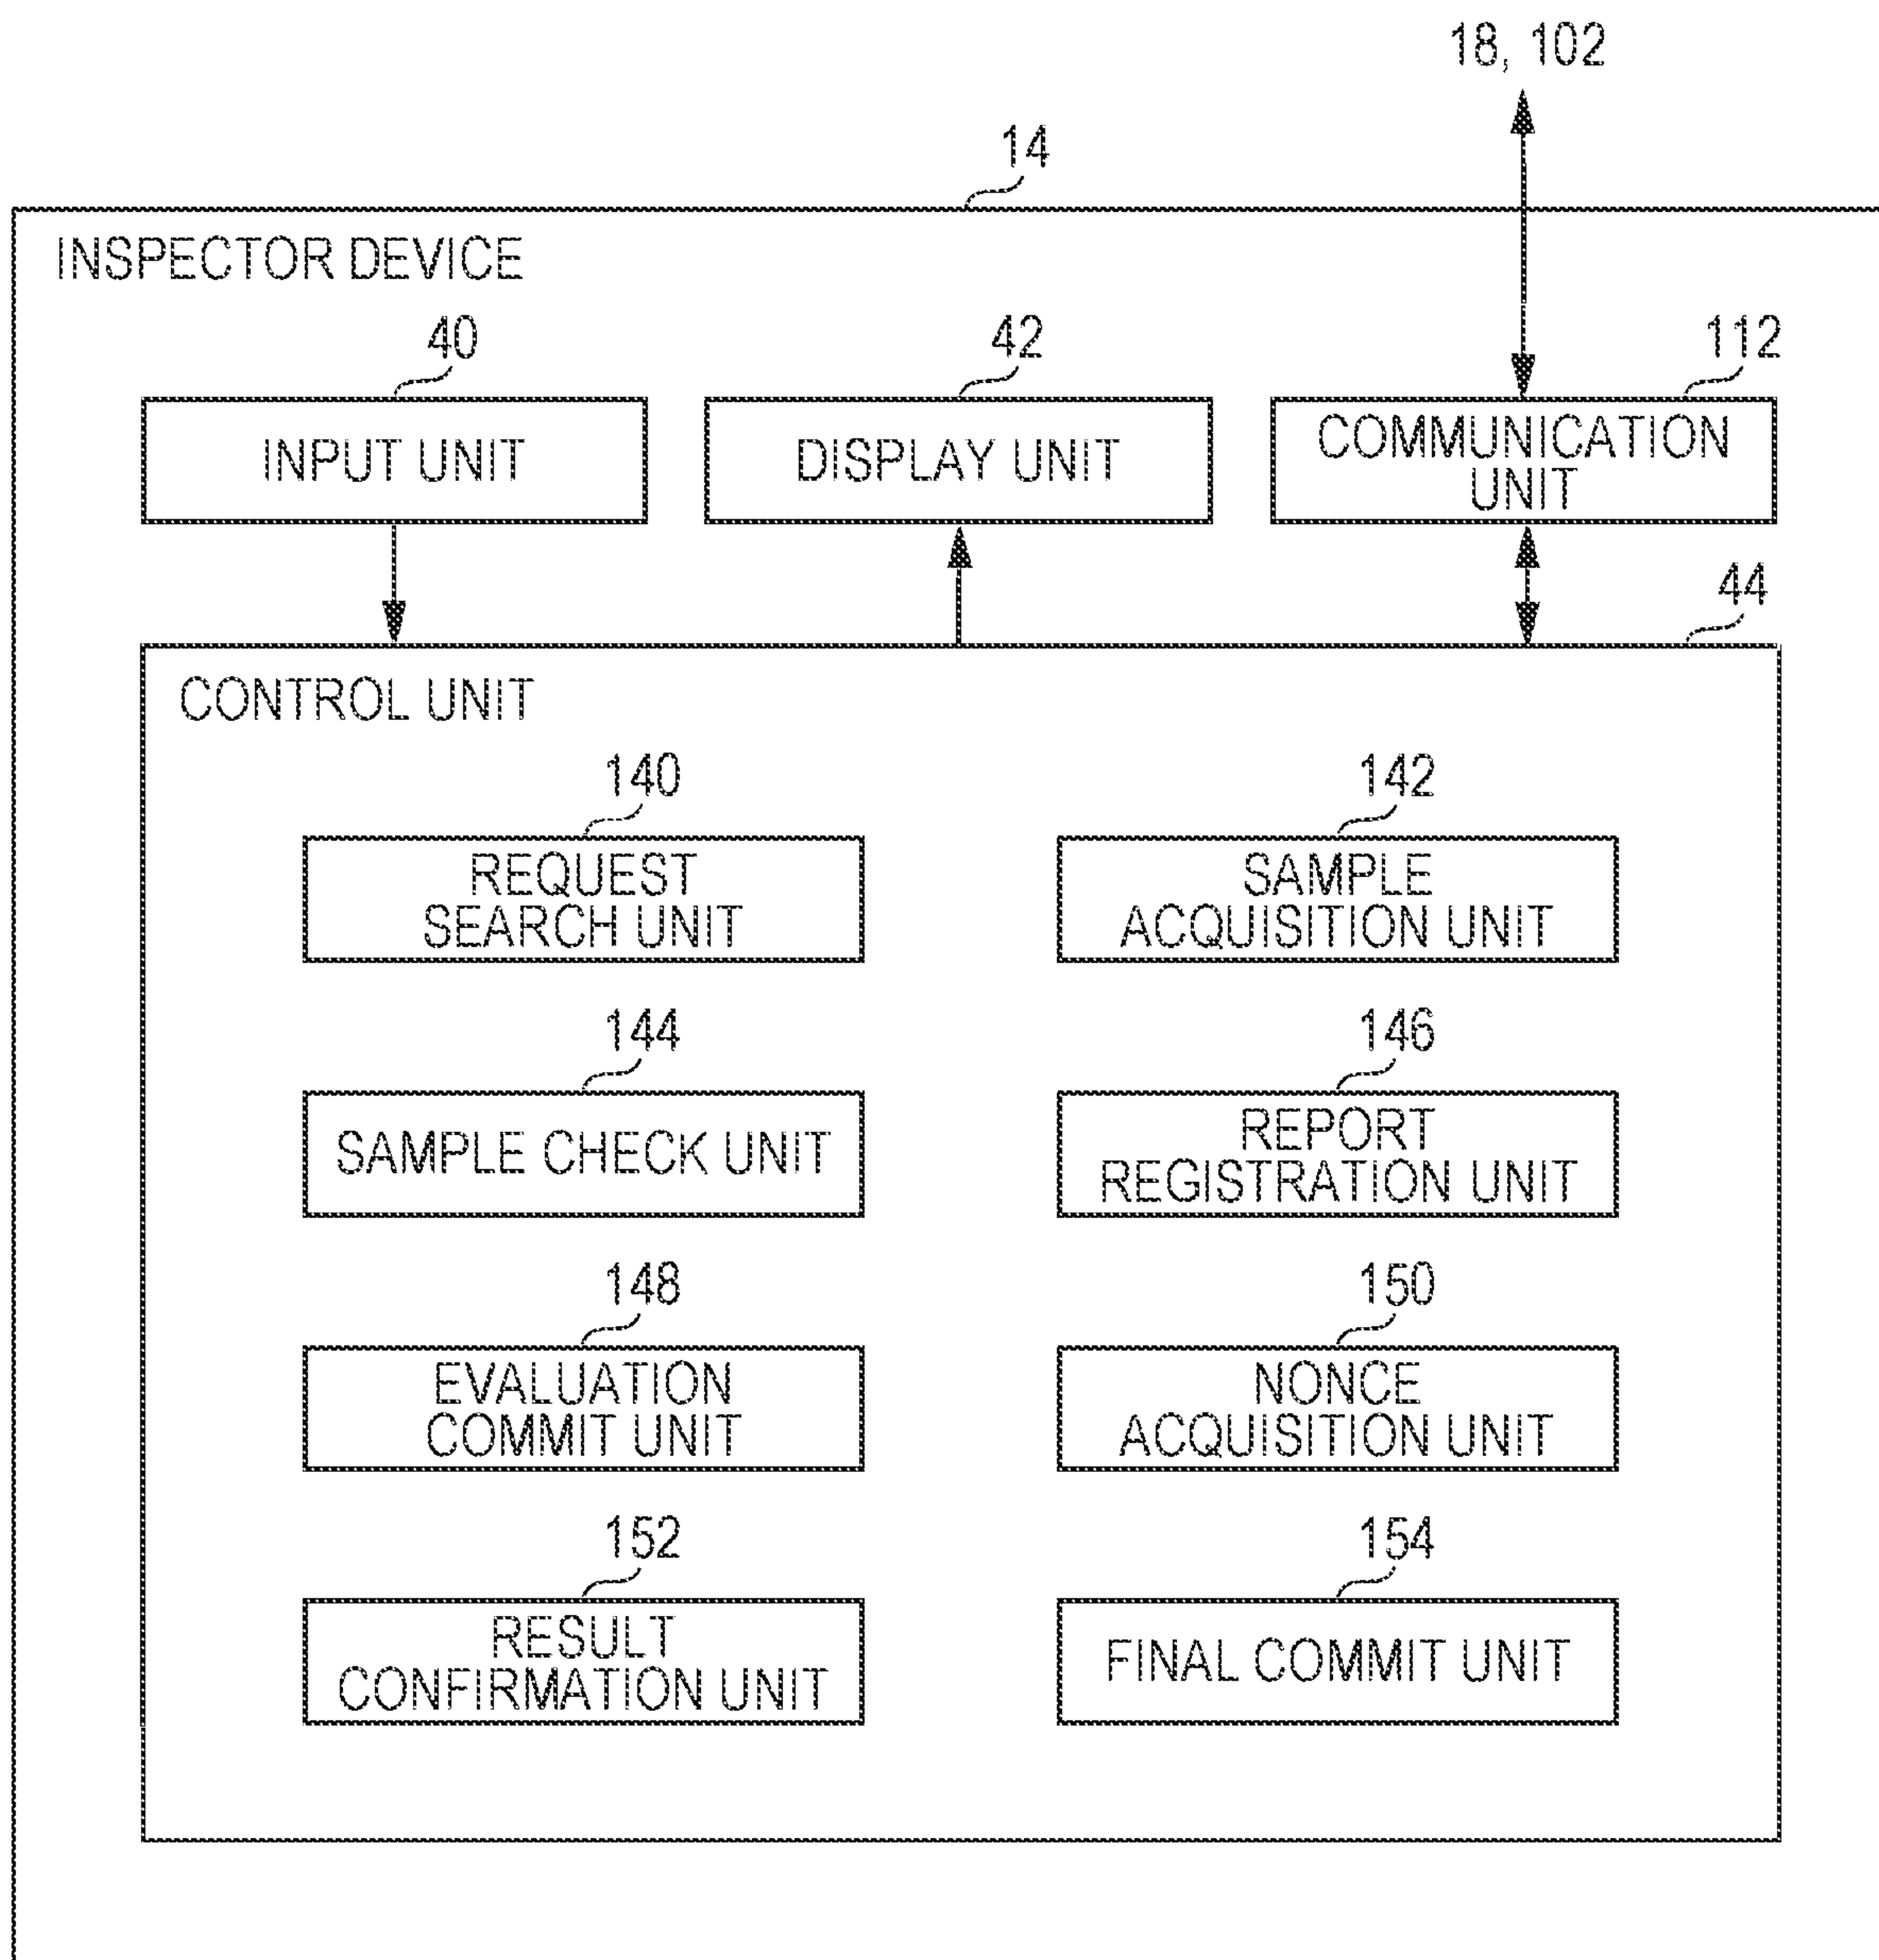 18, 102
14
INSPECTOR DEVICE
40
42
112
INPUT UNIT
DISPLAY UNIT
COMMUNICATION
UNIT
44
CONTROL UNIT
140
142
REQUEST
SEARCH UNIT
SAMPLE
ACQUISITION UNIT
144
146
SAMPLE CHECK UNIT
REPORT
REGISTRATION UNIT
148
150
EVALUATION
COMMIT UNIT
NONCE
ACQUISITION UNIT
152
154
RESULT
CONFIRMATION UNIT
FINAL COMMIT UNIT